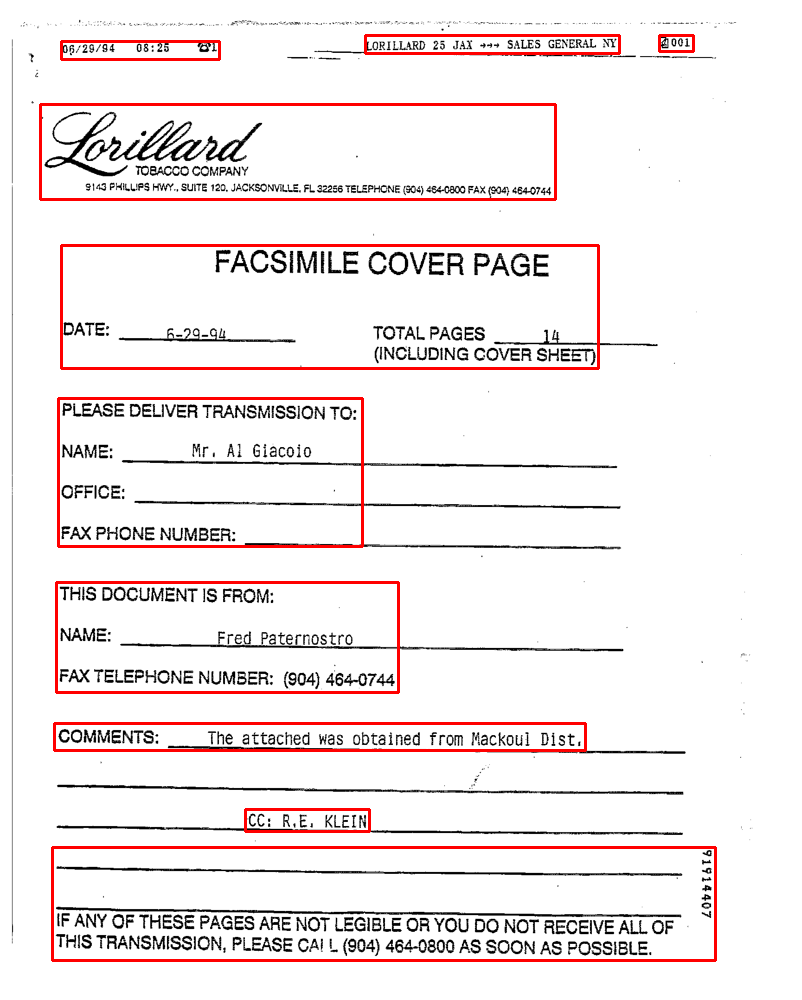 06/29/94 08:25 ☎1 LORILLARD 25 JAX →→→ SALES GENERAL NY 001
Lorillard
TOBACCO COMPANY
9143 PHILLIPS HWY., SUITE 120, JACKSONVILLE, FL 32256 TELEPHONE (904) 464-0800 FAX (904) 464-0744
FACSIMILE COVER PAGE
DATE: 6-29-94 TOTAL PAGES 14
(INCLUDING COVER SHEET)
PLEASE DELIVER TRANSMISSION TO:
NAME: Mr. Al Giacoio
OFFICE:
FAX PHONE NUMBER:
THIS DOCUMENT IS FROM:
NAME: Fred Paternostro
FAX TELEPHONE NUMBER: (904) 464-0744
COMMENTS: The attached was obtained from Mackoul Dist.
CC: R.E. KLEIN
91914407
IF ANY OF THESE PAGES ARE NOT LEGIBLE OR YOU DO NOT RECEIVE ALL OF
THIS TRANSMISSION, PLEASE CALL (904) 464-0800 AS SOON AS POSSIBLE.